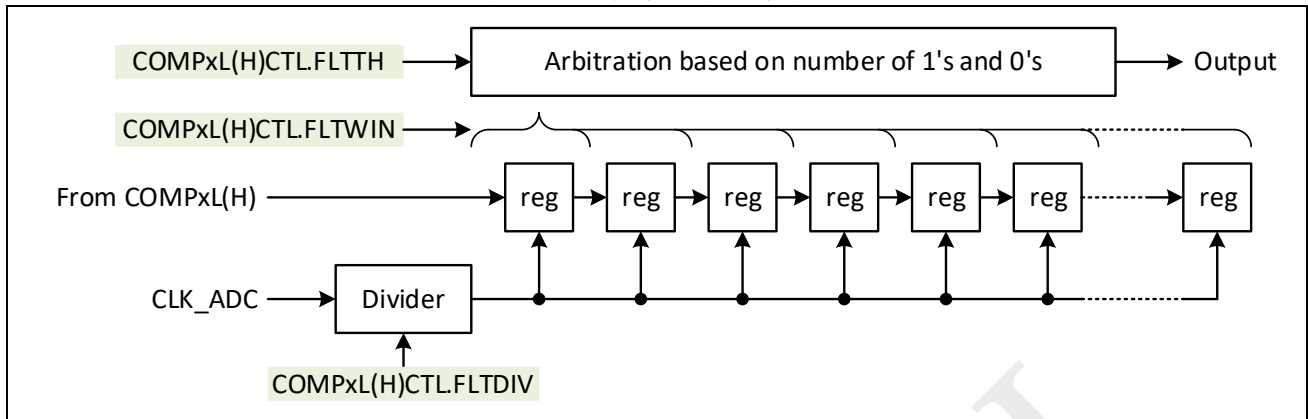 COMPxL(H)CTL.FLTTH
Arbitration based on number of 1's and 0's
Output
COMPxL(H)CTL.FLTWIN
From COMPxL(H)
reg reg reg reg reg reg reg
CLK_ADC
Divider
COMPxL(H)CTL.FLTDIV